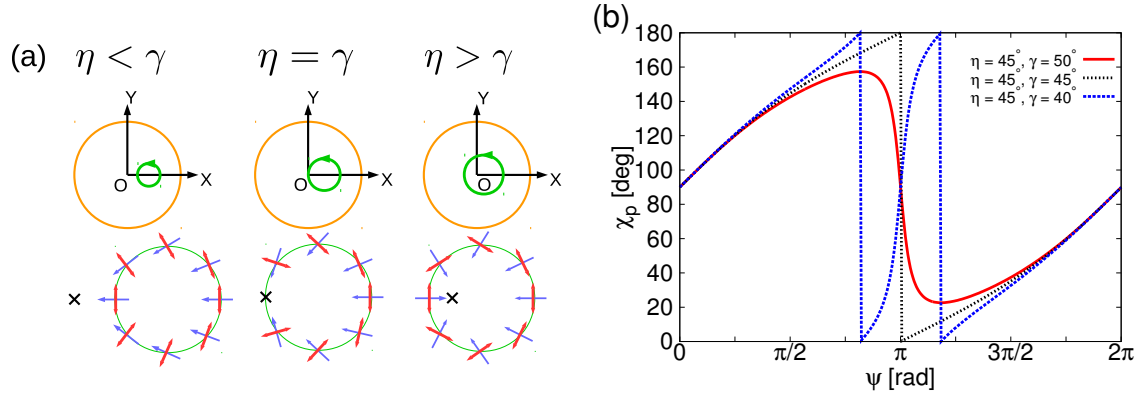 (a) η < γ η = γ η > γ
Y Y Y
O X O X O X
(b)
χp [deg]
180
160
140
120
100
80
60
40
20
0
η = 45°, γ = 50°
η = 45°, γ = 45°
η = 45°, γ = 40°
0 π/2 π 3π/2 2π
ψ [rad]